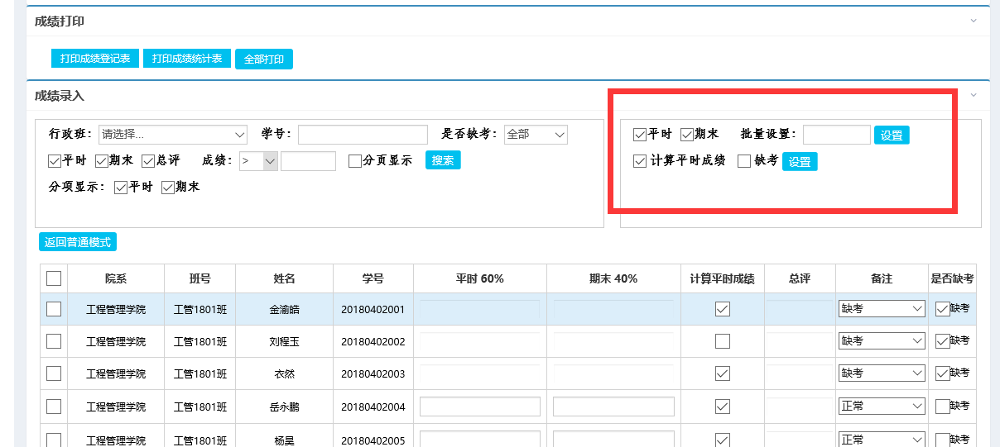 成绩打印
打印成绩登记表 打印成绩统计表 全部打印
成绩录入
行政班: 请选择... 学号: 是否缺考: 全部
平时 期末 总评 成绩: > 分页显示 搜索
分项显示: 平时 期末
平时 期末 批量设置: 设置
计算平时成绩 缺考 设置
返回普通模式
院系 班号 姓名 学号 平时 60% 期末 40% 计算平时成绩 总评 备注 是否缺考
工程管理学院 工管1801班 金渝皓 20180402001 缺考 缺考
工程管理学院 工管1801班 刘程玉 20180402002 缺考 缺考
工程管理学院 工管1801班 衣然 20180402003 缺考 缺考
工程管理学院 工管1801班 岳永鹏 20180402004 正常 缺考
工程管理学院 工管1801班 杨昊 20180402005 正常 缺考